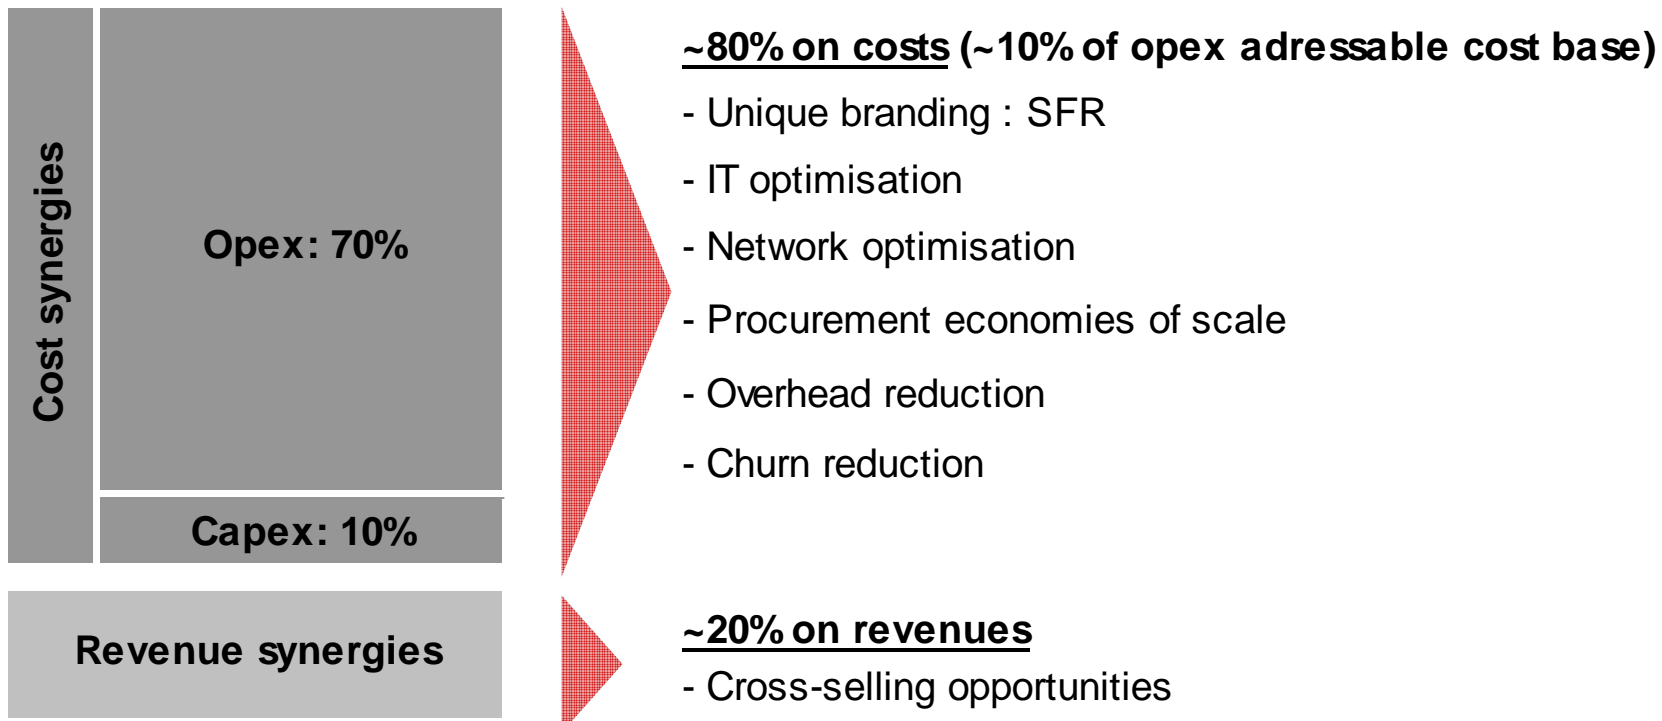 Cost synergies
Opex: 70%
Capex: 10%
~80% on costs (~10% of opex adressable cost base)
- Unique branding : SFR
- IT optimisation
- Network optimisation
- Procurement economies of scale
- Overhead reduction
- Churn reduction
Revenue synergies
~20% on revenues
- Cross-selling opportunities